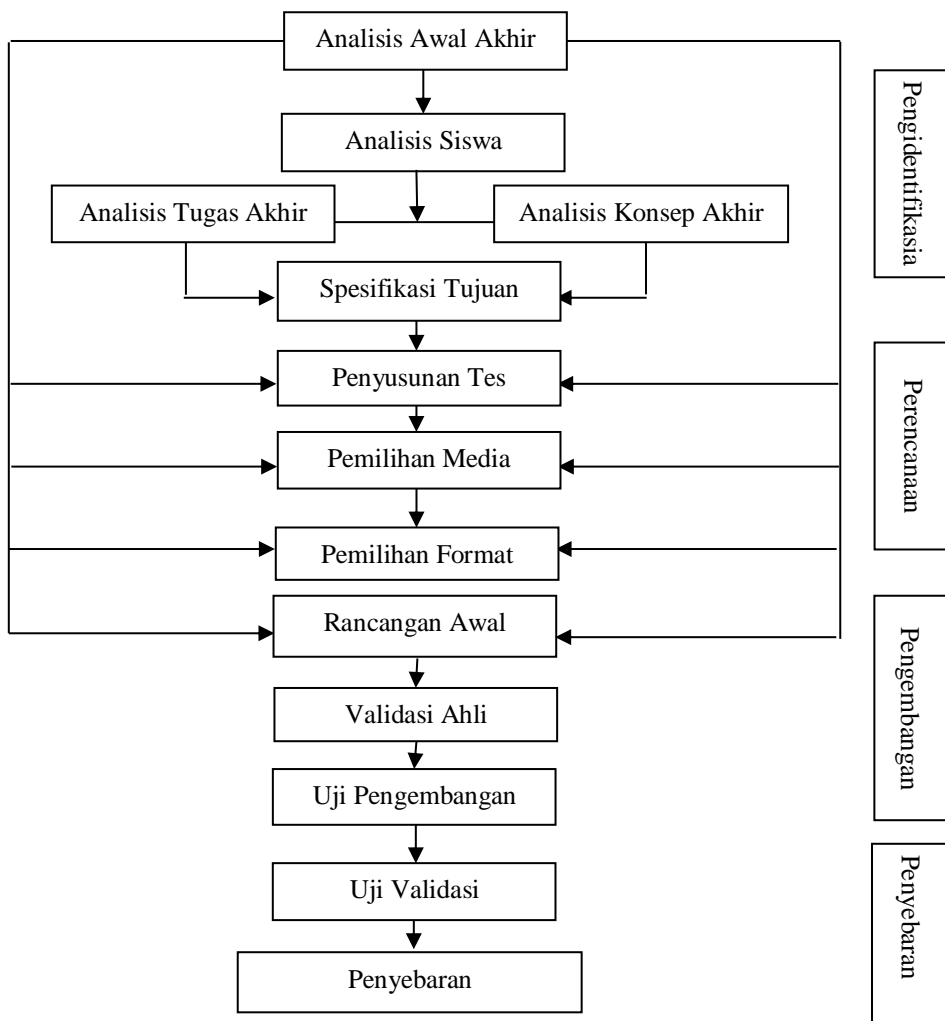 Analisis Awal Akhir
Analisis Siswa
Analisis Tugas Akhir
Analisis Konsep Akhir
Spesifikasi Tujuan
Penyusunan Tes
Pemilihan Media
Pemilihan Format
Rancangan Awal
Validasi Ahli
Uji Pengembangan
Uji Validasi
Penyebaran
Pengidentifikasia
Perencanaan
Pengembangan
Penyebaran